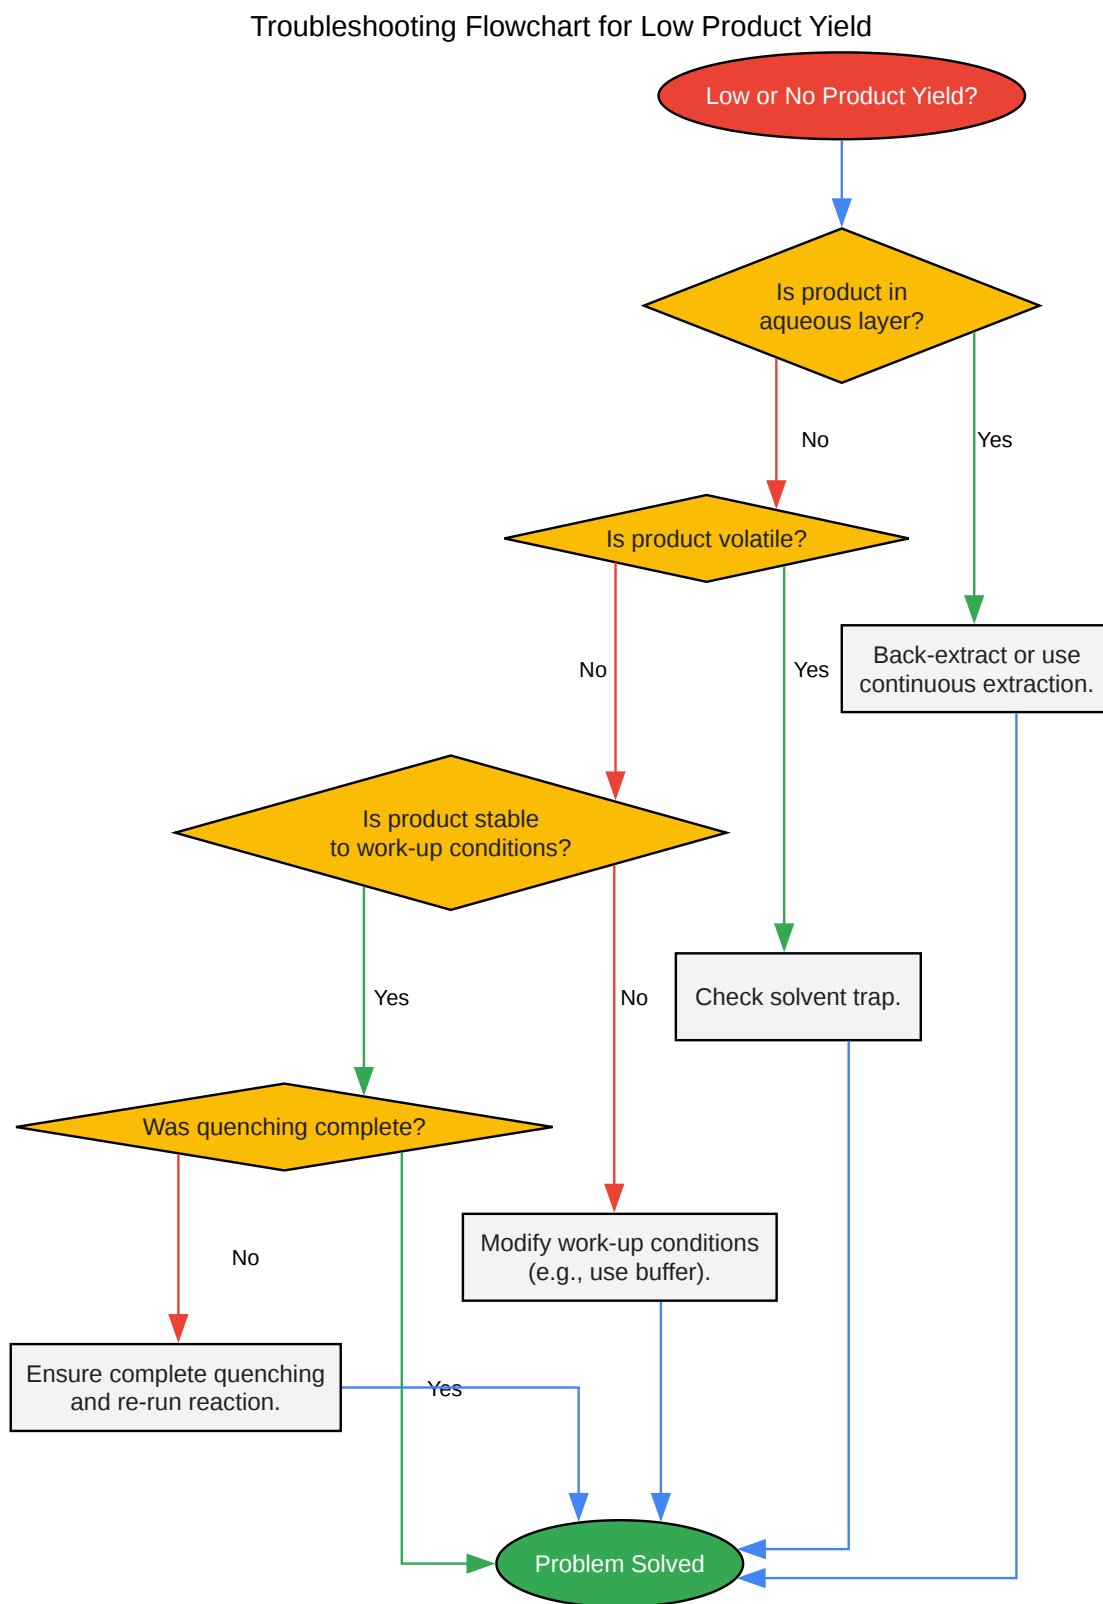 Troubleshooting Flowchart for Low Product Yield
Low or No Product Yield?
Is product in
aqueous layer?
No
Yes
Is product volatile?
Back-extract or use
continuous extraction.
No
Yes
Is product stable
to work-up conditions?
Yes
No
Check solvent trap.
Was quenching complete?
No
Modify work-up conditions
(e.g., use buffer).
Ensure complete quenching
and re-run reaction.
Yes
Problem Solved